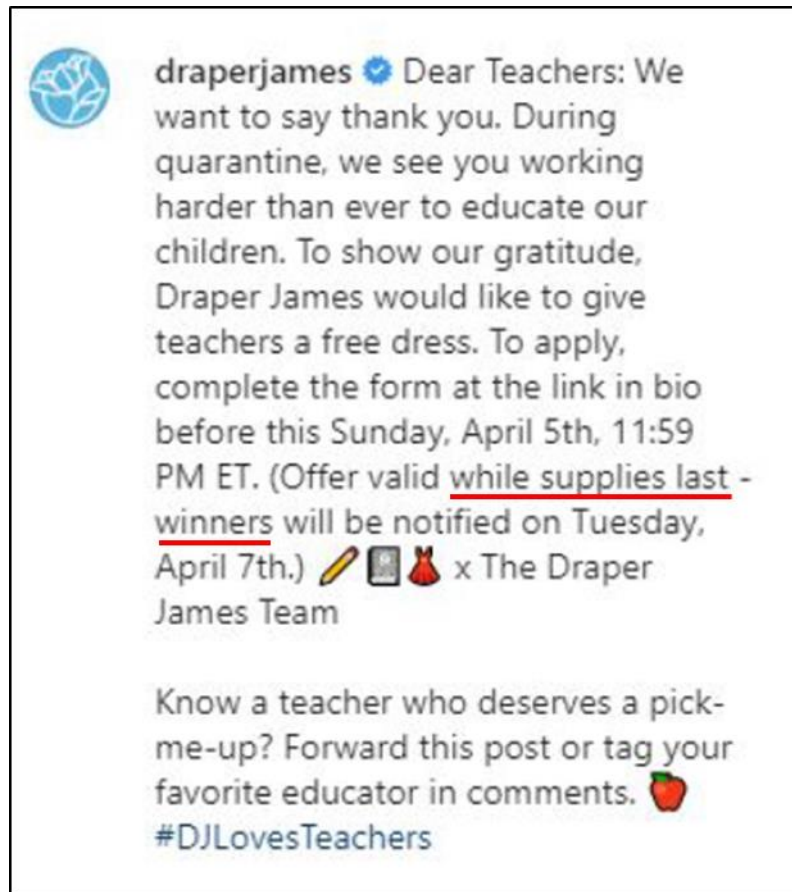 draperjames Dear Teachers: We
want to say thank you. During
quarantine, we see you working
harder than ever to educate our
children. To show our gratitude,
Draper James would like to give
teachers a free dress. To apply,
complete the form at the link in bio
before this Sunday, April 5th, 11:59
PM ET. (Offer valid while supplies last -
winners will be notified on Tuesday,
April 7th.) ✏️📓👗 x The Draper
James Team

Know a teacher who deserves a pick-
me-up? Forward this post or tag your
favorite educator in comments. 🍎
#DJLovesTeachers